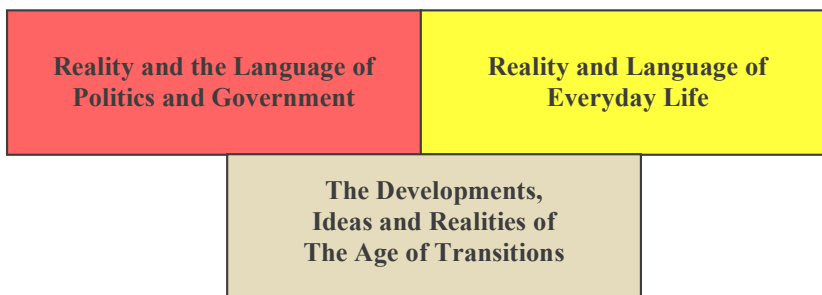 Reality and the Language of
Politics and Government
Reality and Language of
Everyday Life
The Developments,
Ideas and Realities of
The Age of Transitions